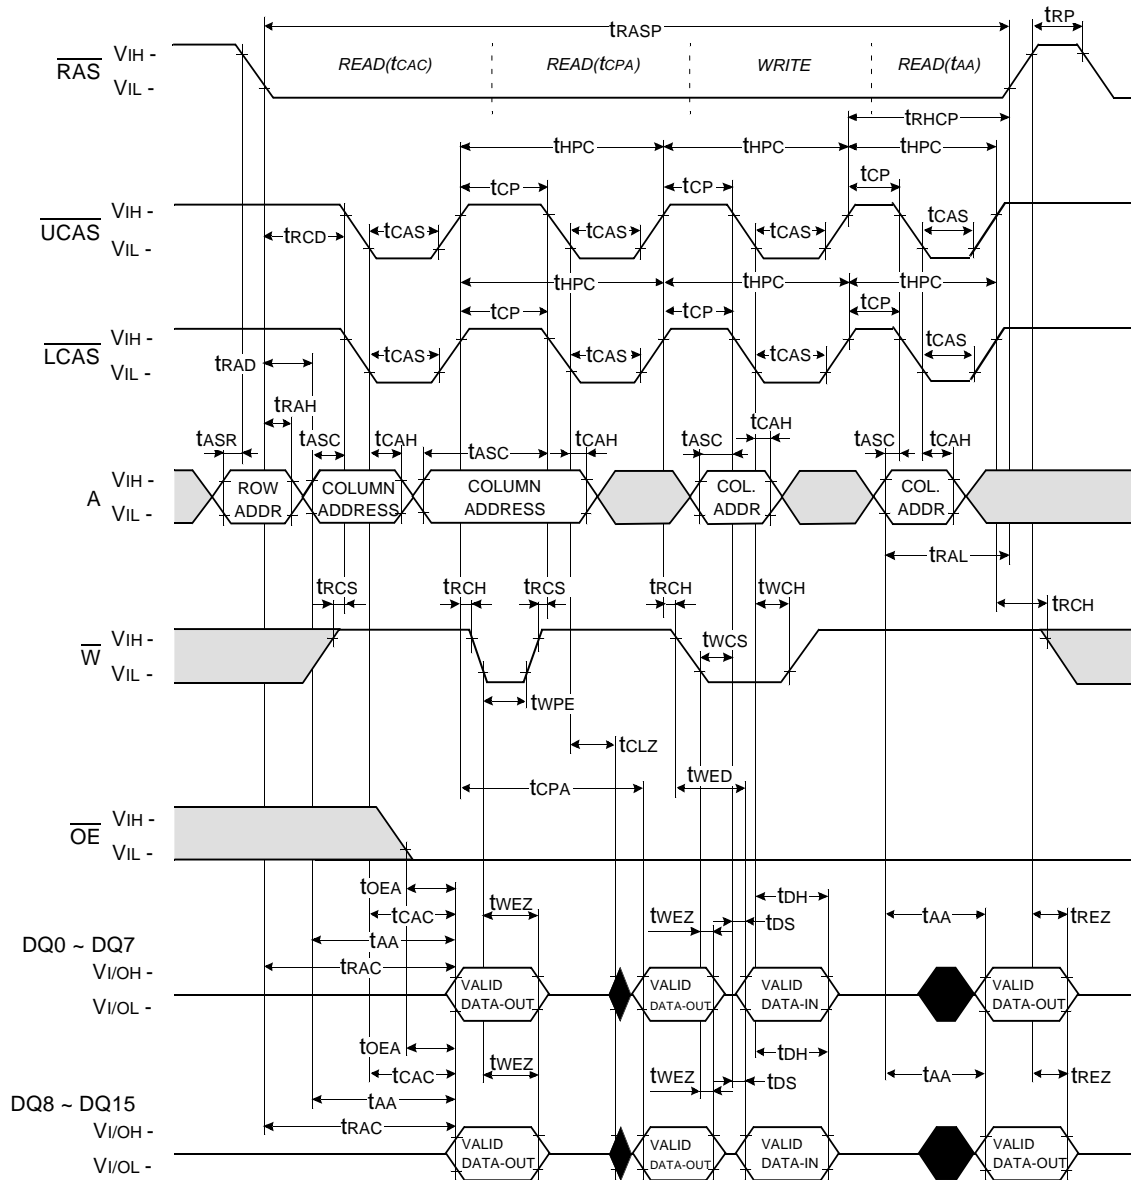 tRASP
tRP
RAS
VIH -
VIL -
READ(tCAC)
READ(tCPA)
WRITE
READ(tAA)
tRHCP
tHPC
tHPC
tHPC
tCP
tCP
tCP
UCAS
VIH -
VIL -
tRCD
tCAS
tCAS
tCAS
tCAS
tHPC
tHPC
tHPC
tCP
tCP
tCP
LCAS
VIH -
VIL -
tRAD
tCAS
tCAS
tCAS
tCAS
tRAH
tASR
tASC
tCAH
tASC
tCAH
tASC
tCAH
tASC
tCAH
A
VIH -
VIL -
ROW
ADDR
COLUMN
ADDRESS
COLUMN
ADDRESS
COL.
ADDR
COL.
ADDR
tRAL
tRCS
tRCH
tRCS
tRCH
tWCH
tRCH
W
VIH -
VIL -
tWCS
tWPE
tCLZ
tCPA
tWED
OE
VIH -
VIL -
tOEA
tCAC
tAA
tRAC
tWEZ
tWEZ
tDH
tDS
tAA
tREZ
DQ0 ~ DQ7
VI/OH -
VI/OL -
VALID
DATA-OUT
VALID
DATA-OUT
VALID
DATA-IN
VALID
DATA-OUT
tOEA
tCAC
tAA
tRAC
tWEZ
tWEZ
tDH
tDS
tAA
tREZ
DQ8 ~ DQ15
VI/OH -
VI/OL -
VALID
DATA-OUT
VALID
DATA-OUT
VALID
DATA-IN
VALID
DATA-OUT